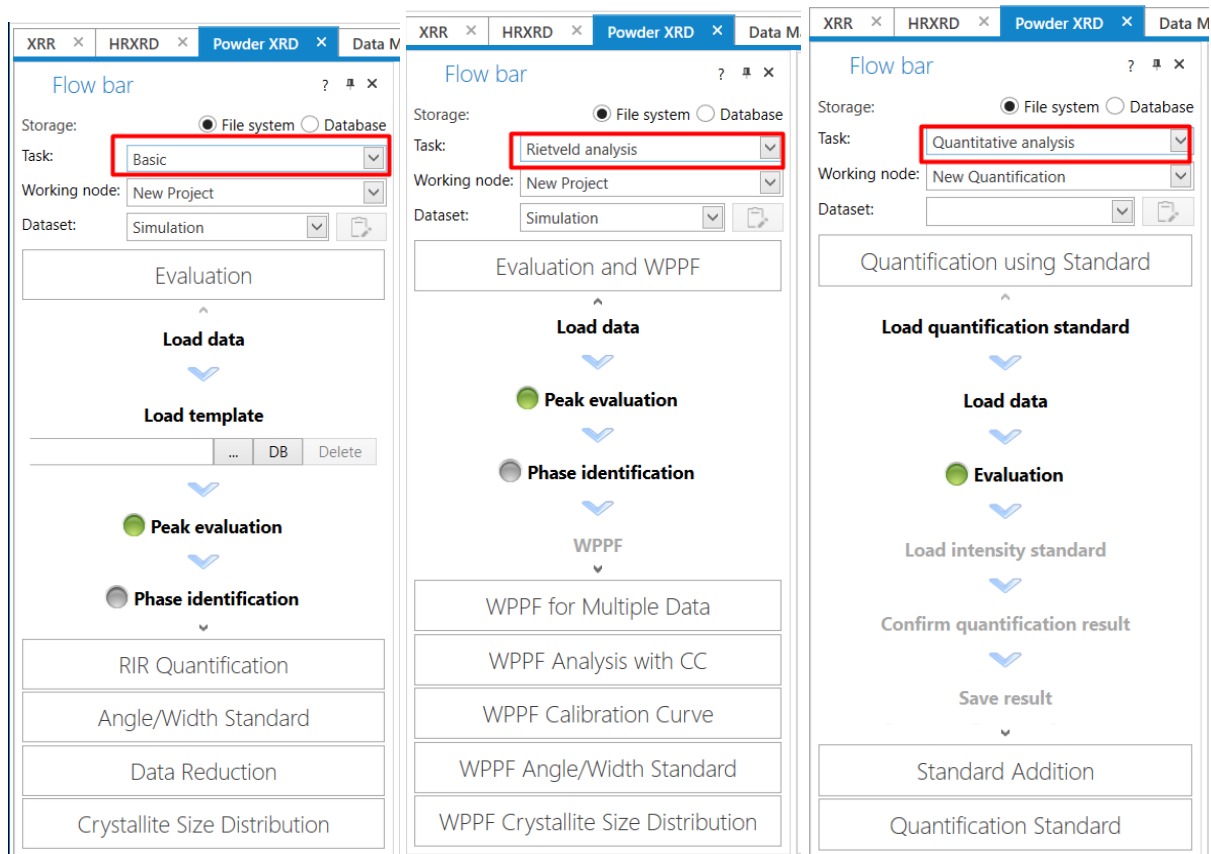 XRR × HRXRD × Powder XRD × Data M
Flow bar ? ×
Storage: File system Database
Task: Basic
Working node: New Project
Dataset: Simulation
Evaluation
Load data
Load template
... DB Delete
Peak evaluation
Phase identification
RIR Quantification
Angle/Width Standard
Data Reduction
Crystallite Size Distribution
XRR × HRXRD × Powder XRD × Data M
Flow bar ? ×
Storage: File system Database
Task: Rietveld analysis
Working node: New Project
Dataset: Simulation
Evaluation and WPPF
Load data
Peak evaluation
Phase identification
WPPF
WPPF for Multiple Data
WPPF Analysis with CC
WPPF Calibration Curve
WPPF Angle/Width Standard
WPPF Crystallite Size Distribution
XRR × HRXRD × Powder XRD × Data M
Flow bar ? ×
Storage: File system Database
Task: Quantitative analysis
Working node: New Quantification
Dataset:
Quantification using Standard
Load quantification standard
Load data
Evaluation
Load intensity standard
Confirm quantification result
Save result
Standard Addition
Quantification Standard